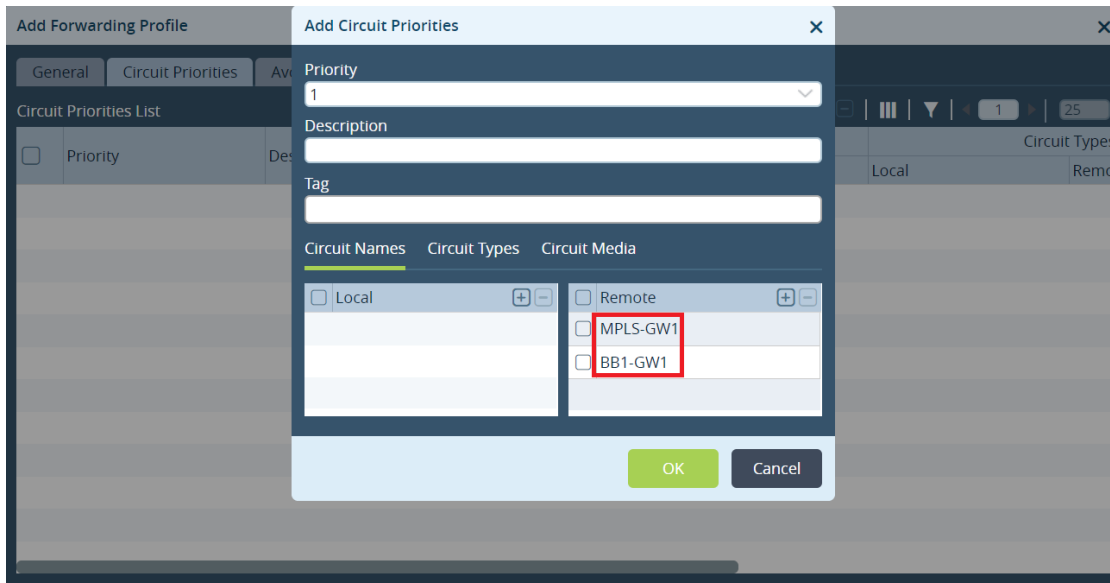 Add Forwarding Profile
Add Circuit Priorities
General
Circuit Priorities
Circuit Priorities List
1
25
Priority
Circuit Types
Local
Priority
1
Description
Tag
Circuit Names
Circuit Types
Circuit Media
Local
Remote
MPLS-GW1
BB1-GW1
OK
Cancel